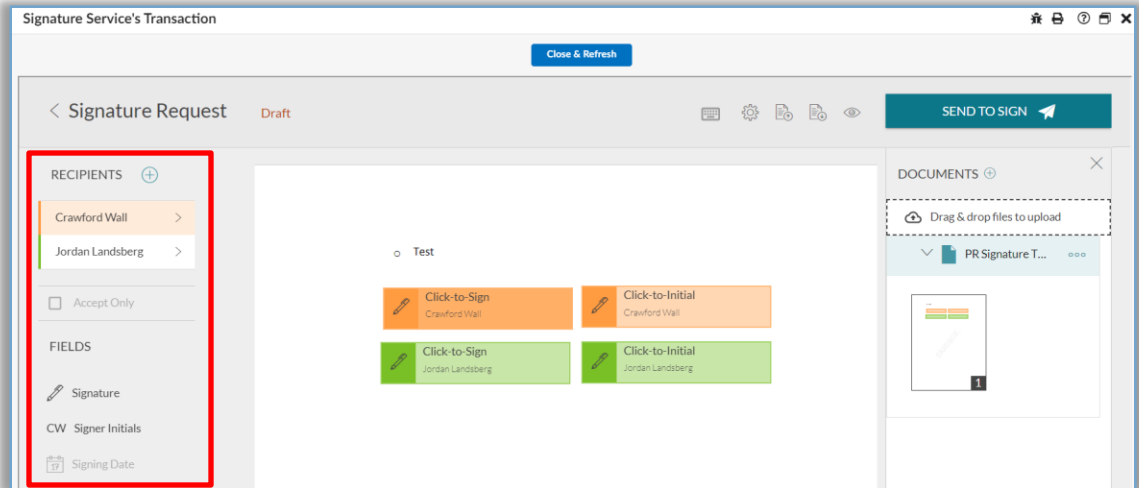 Signature Service's Transaction
Close & Refresh
Signature Request
Draft
SEND TO SIGN
RECIPIENTS
Crawford Wall
Jordan Landsberg
Accept Only
FIELDS
Signature
CW Signer Initials
17 Signing Date
o Test
Click-to-Sign
Crawford Wall
Click-to-Initial
Crawford Wall
Click-to-Sign
Jordan Landsberg
Click-to-Initial
Jordan Landsberg
DOCUMENTS
Drag & drop files to upload
PR Signature T...
1